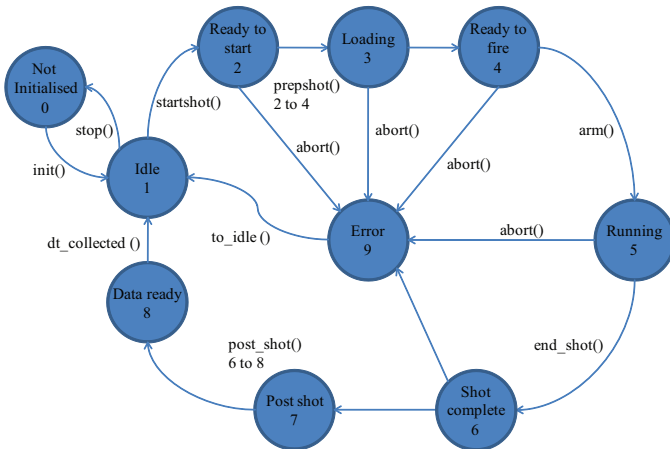 Ready to
start
2
Loading
3
Ready to
fire
4
Not
Initialised
0
startshot()
prepshot()
2 to 4
stop()
abort()
abort()
abort()
arm()
init()
Idle
1
dt_collected ()
to_idle ()
Error
9
abort()
Running
5
Data ready
8
post_shot()
6 to 8
end_shot()
Post shot
7
Shot
complete
6